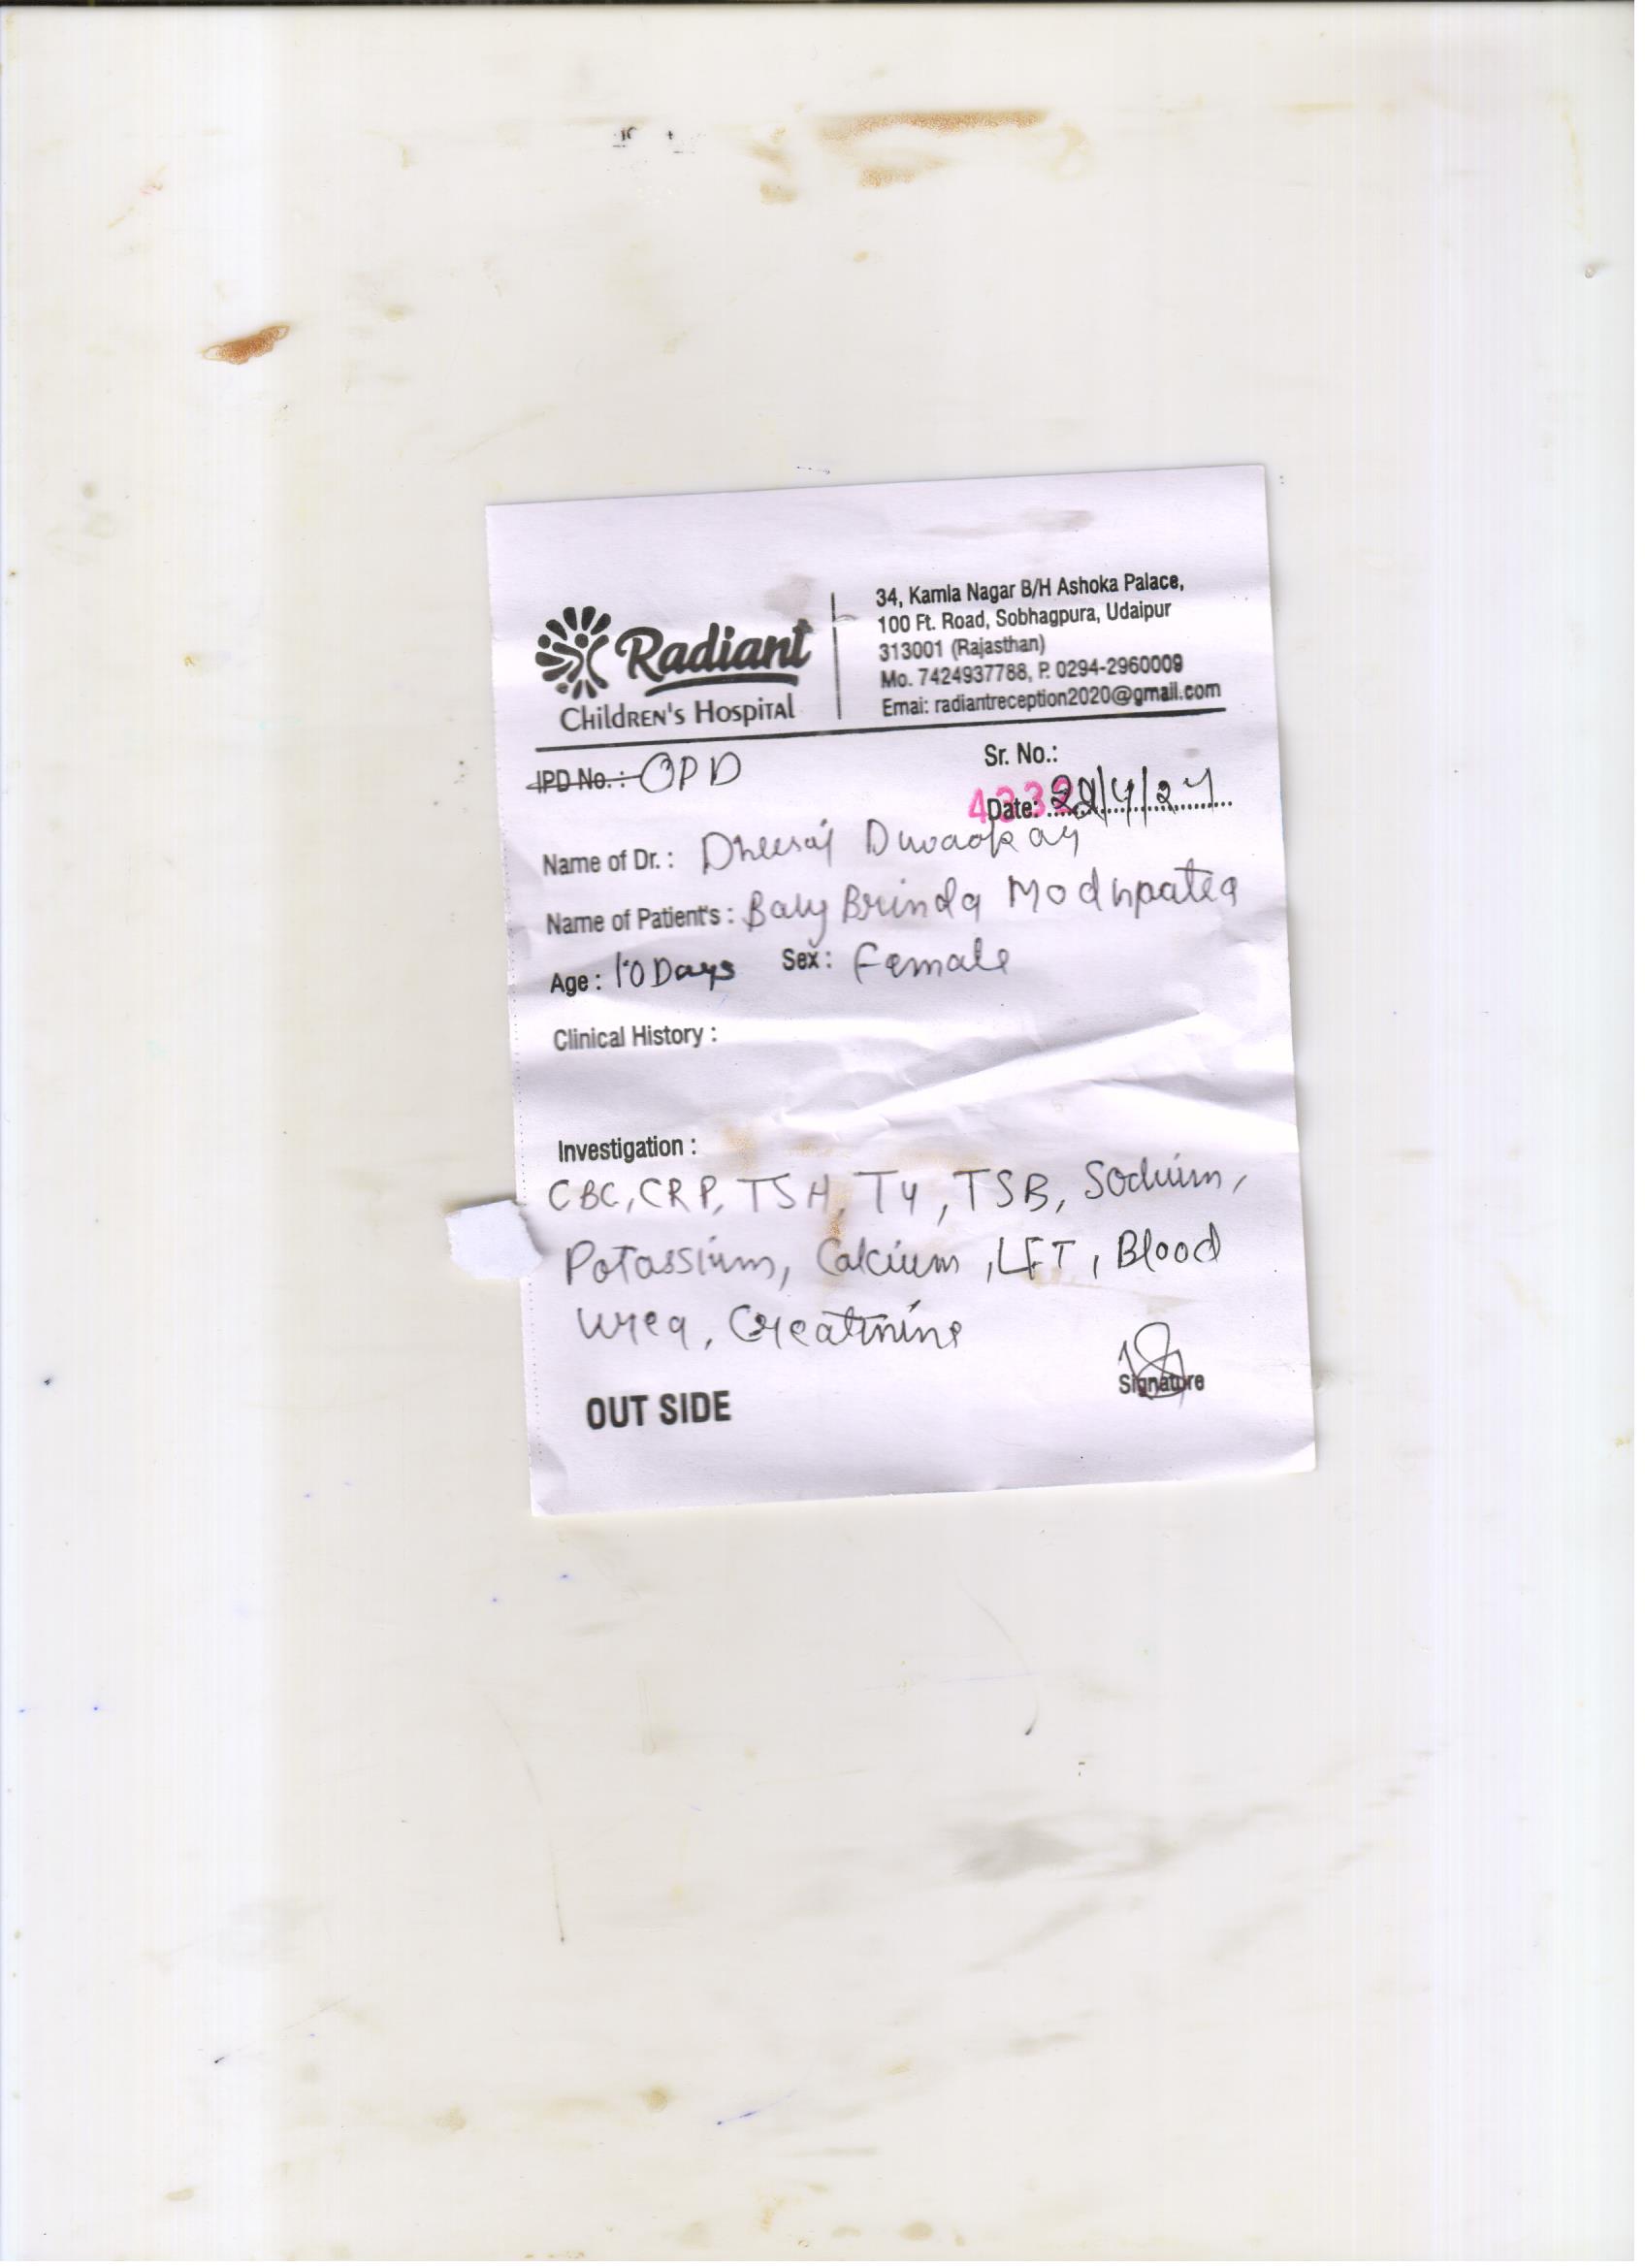 Radiant
Children's Hospital
34, Kamla Nagar B/H Ashoka Palace,
100 Ft. Road, Sobhagpura, Udaipur
313001 (Rajasthan)
Mo. 7424937788, P. 0294-2960009
Emai: radiantreception2020@gmail.com
IPD No. : OPD
Sr. No.:
Date: 29/4/24
Name of Dr. : Dheeraj
Name of Patient's : Baby Brinda
Age : 10 Days Sex : Female
Clinical History :
Investigation :
CBC, CRP, TSH, T4, TSB, Sodium,
Potassium, Calcium, LFT, Blood
Urea, Creatinine
Signature
OUT SIDE